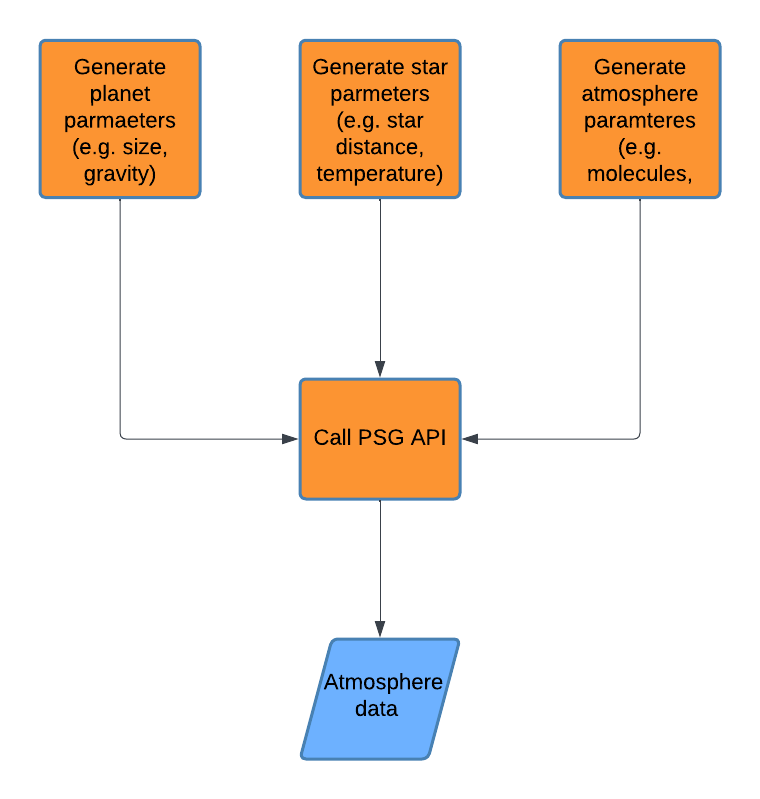 Generate
planet
parmaeters
(e.g. size,
gravity)
Generate star
parmeters
(e.g. star
distance,
temperature)
Generate
atmosphere
paramteres
(e.g.
molecules,
Call PSG API
Atmosphere
data